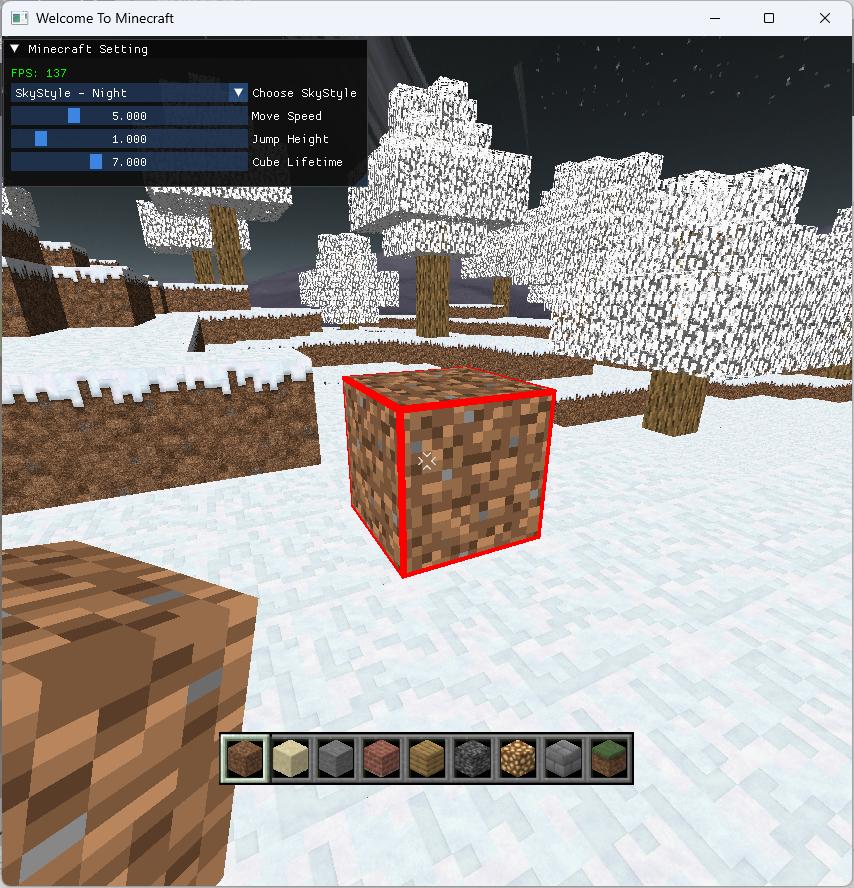 Welcome To Minecraft
Minecraft Setting
FPS: 137
SkyStyle - Night Choose SkyStyle
5.000 Move Speed
1.000 Jump Height
7.000 Cube Lifetime